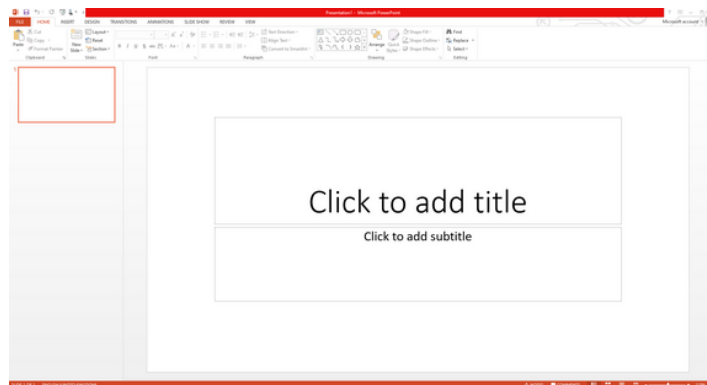 Presentation1 - Microsoft PowerPoint
FILE HOME INSERT DESIGN TRANSITIONS ANIMATIONS SLIDE SHOW REVIEW VIEW
Microsoft account
Paste
Cut
Copy
Format Painter
Clipboard
New Slide
Layout
Reset
Section
Slides
Font
Text Direction
Align Text
Convert to SmartArt
Paragraph
Arrange
Quick Styles
Shape Fill
Shape Outline
Shape Effects
Drawing
Find
Replace
Select
Editing
1
Click to add title
Click to add subtitle